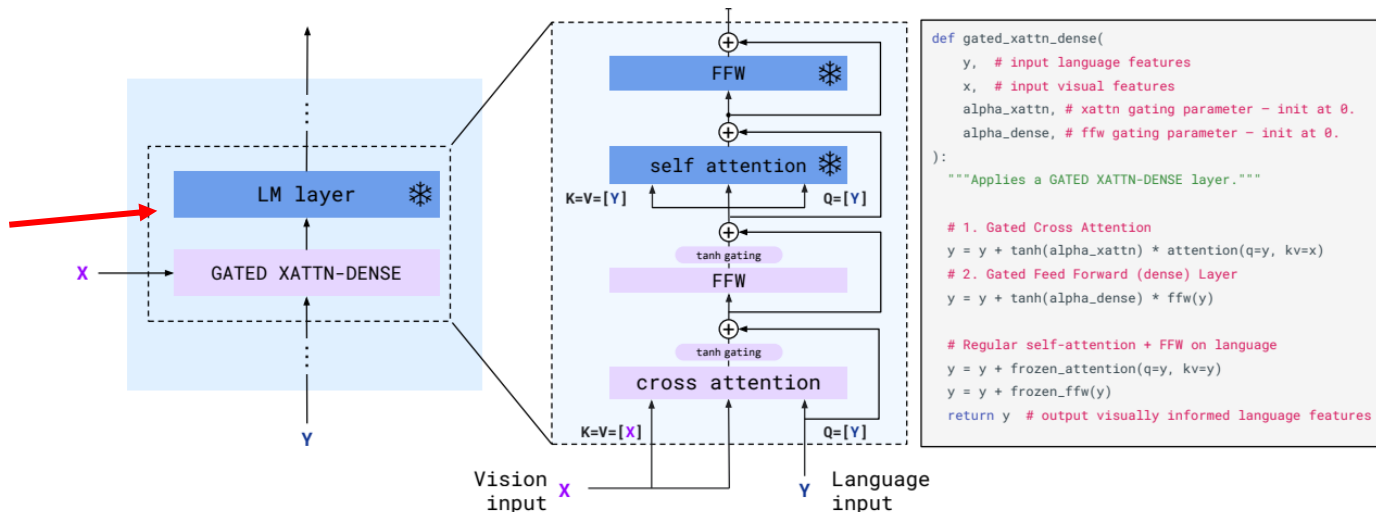 LM layer
X
GATED XATTN-DENSE
Y
FFW
self attention
K=V=[Y]
Q=[Y]
tanh gating
FFW
tanh gating
cross attention
K=V=[X]
Q=[Y]
Vision input X
Y Language input
def gated_xattn_dense(
y, # input language features
x, # input visual features
alpha_xattn, # xattn gating parameter – init at 0.
alpha_dense, # ffw gating parameter – init at 0.
):
"""Applies a GATED XATTN-DENSE layer."""
# 1. Gated Cross Attention
y = y + tanh(alpha_xattn) * attention(q=y, kv=x)
# 2. Gated Feed Forward (dense) Layer
y = y + tanh(alpha_dense) * ffw(y)
# Regular self-attention + FFW on language
y = y + frozen_attention(q=y, kv=y)
y = y + frozen_ffw(y)
return y # output visually informed language features